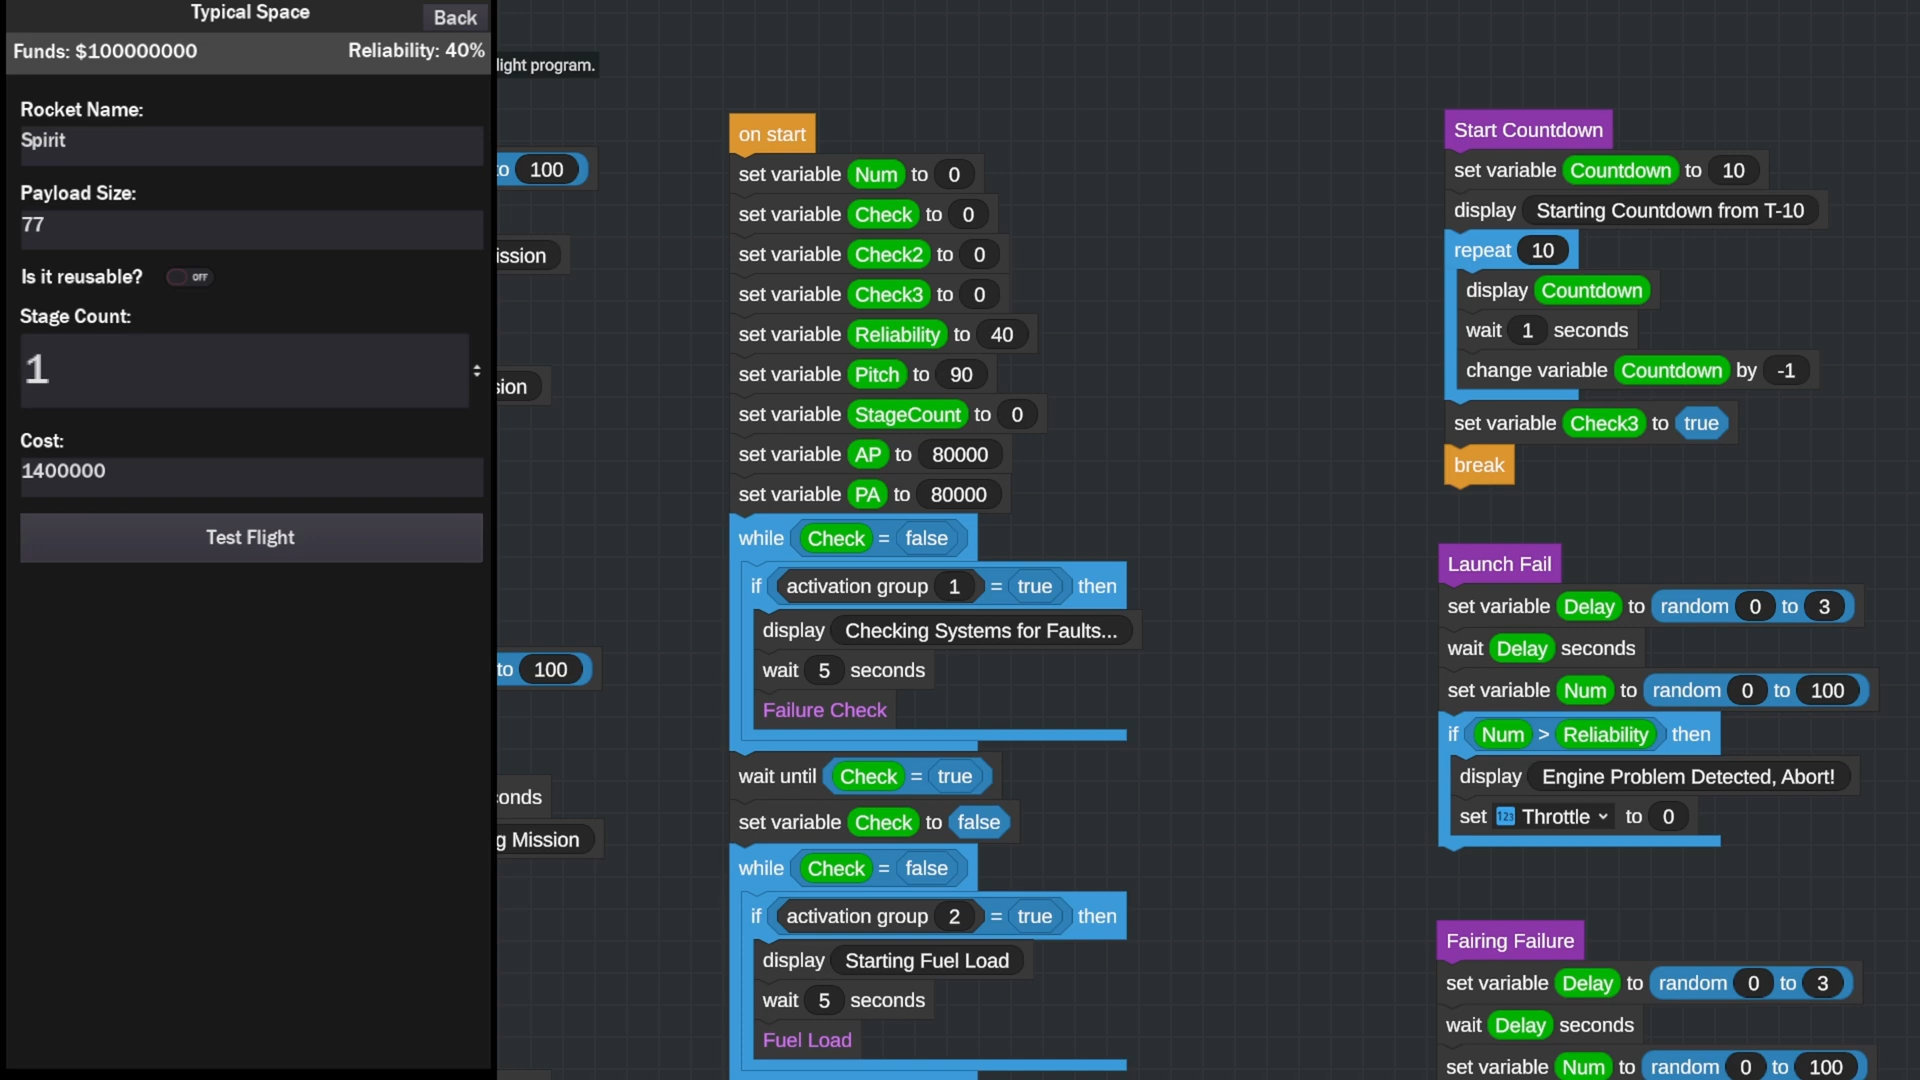 Typical Space
Back
Funds: $100000000
Reliability: 40%
Rocket Name:
Spirit
Payload Size:
77
Is it reusable?
OFF
Stage Count:
1
Cost:
1400000
Test Flight
light program.
to 100
ission
sion
to 100
conds
g Mission
on start
set variable Num to 0
set variable Check to 0
set variable Check2 to 0
set variable Check3 to 0
set variable Reliability to 40
set variable Pitch to 90
set variable StageCount to 0
set variable AP to 80000
set variable PA to 80000
while Check = false
if activation group 1 = true then
display Checking Systems for Faults...
wait 5 seconds
Failure Check
wait until Check = true
set variable Check to false
while Check = false
if activation group 2 = true then
display Starting Fuel Load
wait 5 seconds
Fuel Load
Start Countdown
set variable Countdown to 10
display Starting Countdown from T-10
repeat 10
display Countdown
wait 1 seconds
change variable Countdown by -1
set variable Check3 to true
break
Launch Fail
set variable Delay to random 0 to 3
wait Delay seconds
set variable Num to random 0 to 100
if Num > Reliability then
display Engine Problem Detected, Abort!
set 123 Throttle to 0
Fairing Failure
set variable Delay to random 0 to 3
wait Delay seconds
set variable Num to random 0 to 100